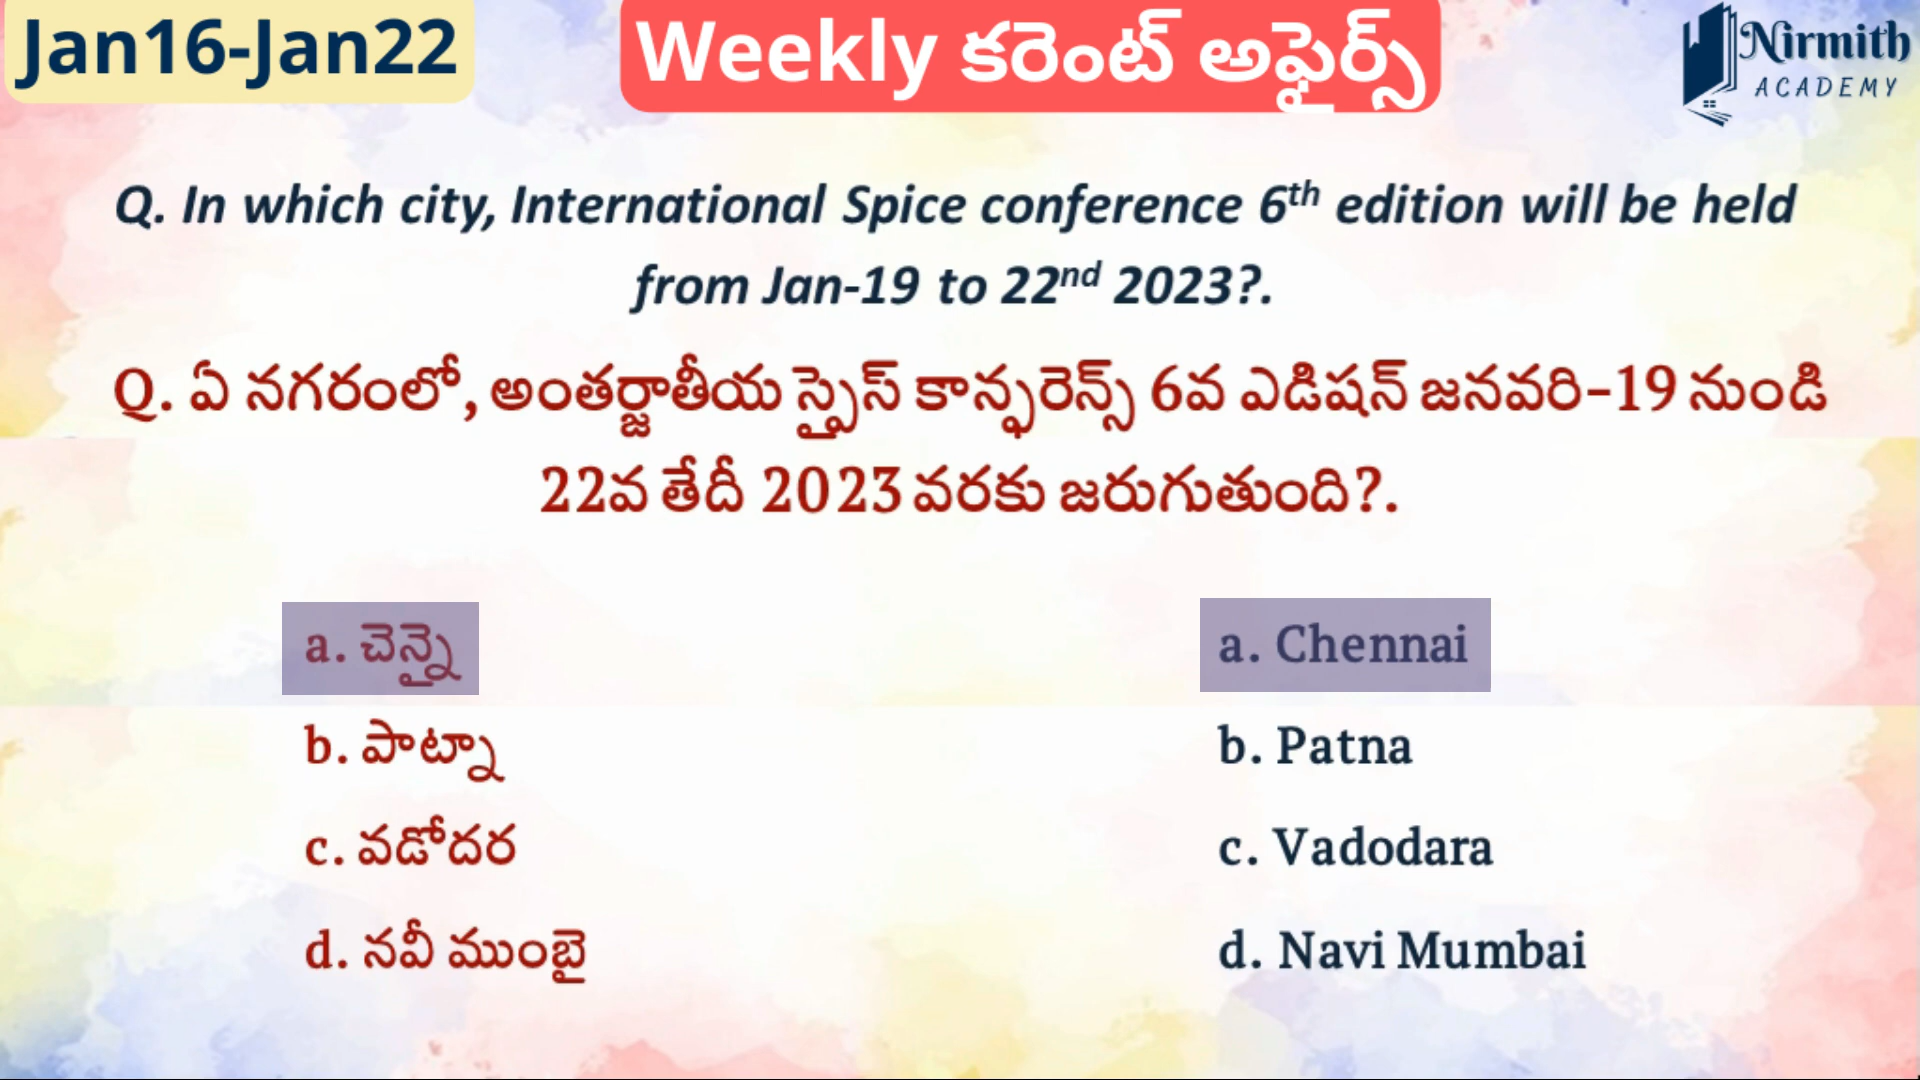 Jan16-Jan22
Weekly కరెంట్ అఫైర్స్
Nirmith
ACADEMY
Q. In which city, International Spice conference 6th edition will be held
from Jan-19 to 22nd 2023?.
Q. ఏ నగరంలో, అంతర్జాతీయ స్పైస్ కాన్ఫరెన్స్ 6వ ఎడిషన్ జనవరి-19 నుండి
22వ తేదీ 2023 వరకు జరుగుతుంది?.
a. చెన్నై
b. పాట్నా
c. వడోదర
d. నవీ ముంబై
a. Chennai
b. Patna
c. Vadodara
d. Navi Mumbai